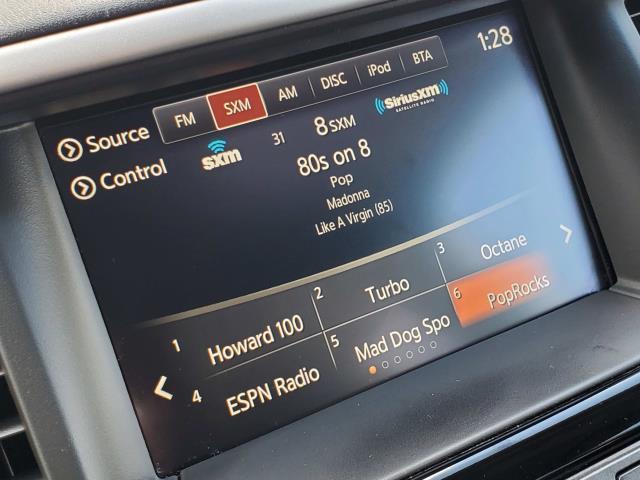 FM SXM AM DISC iPod BTA 1:28
Source
Control
sxm 31 8 SXM SiriusXM
SATELLITE RADIO
80s on 8
Pop
Madonna
Like A Virgin (85)
1 Howard 100 2 Turbo 3 Octane
4 ESPN Radio 5 Mad Dog Spo 6 PopRocks